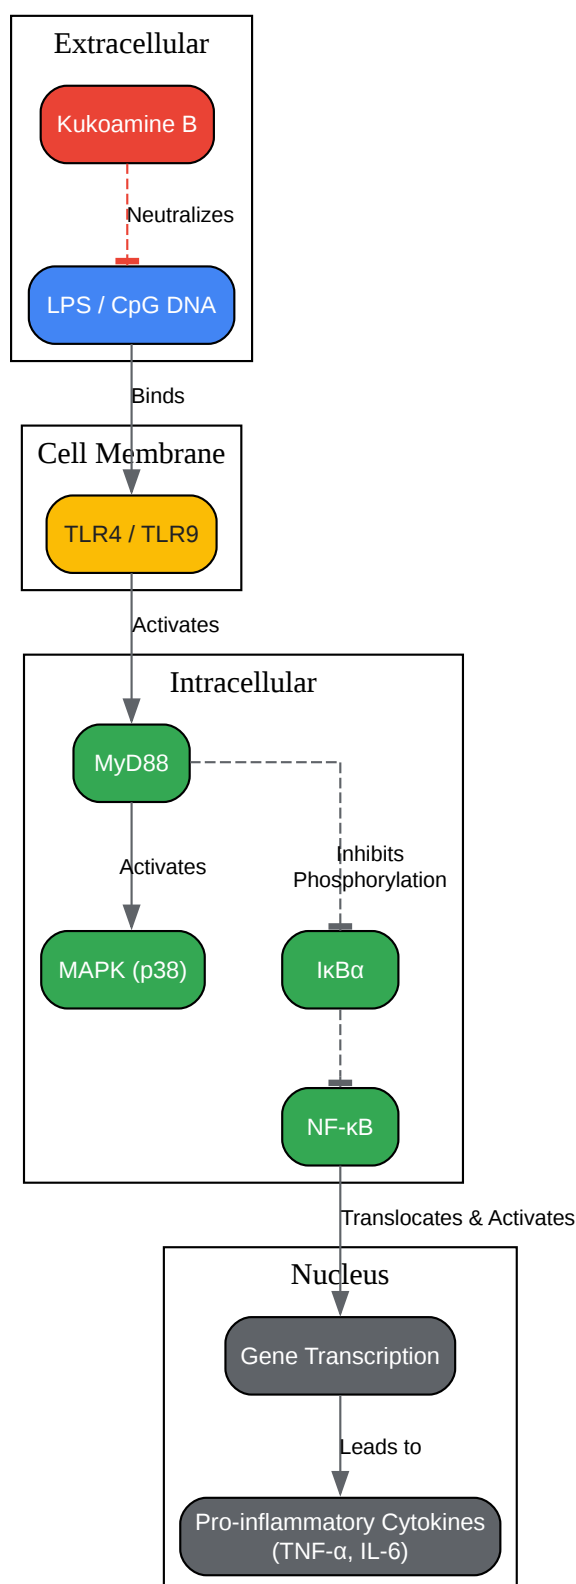 Extracellular
Kukoamine B
Neutralizes
LPS / CpG DNA
Binds
Cell Membrane
TLR4 / TLR9
Activates
Intracellular
MyD88
Activates
Inhibits
Phosphorylation
MAPK (p38)
IκBα
NF-κB
Translocates & Activates
Nucleus
Gene Transcription
Leads to
Pro-inflammatory Cytokines
(TNF-α, IL-6)